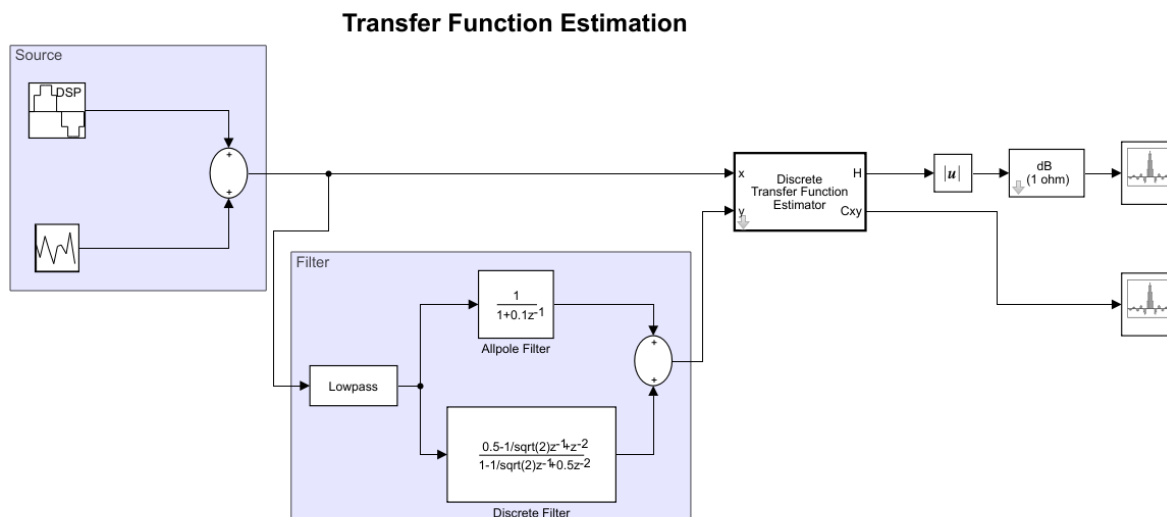 Transfer Function Estimation
Source
DSP
+
+
x
y
Discrete
Transfer Function
Estimator
H
Cxy
|u|
dB
(1 ohm)
Filter
1
1+0.1z-1
Allpole Filter
+
+
Lowpass
0.5-1/sqrt(2)z-1+z-2
1-1/sqrt(2)z-1+0.5z-2
Discrete Filter